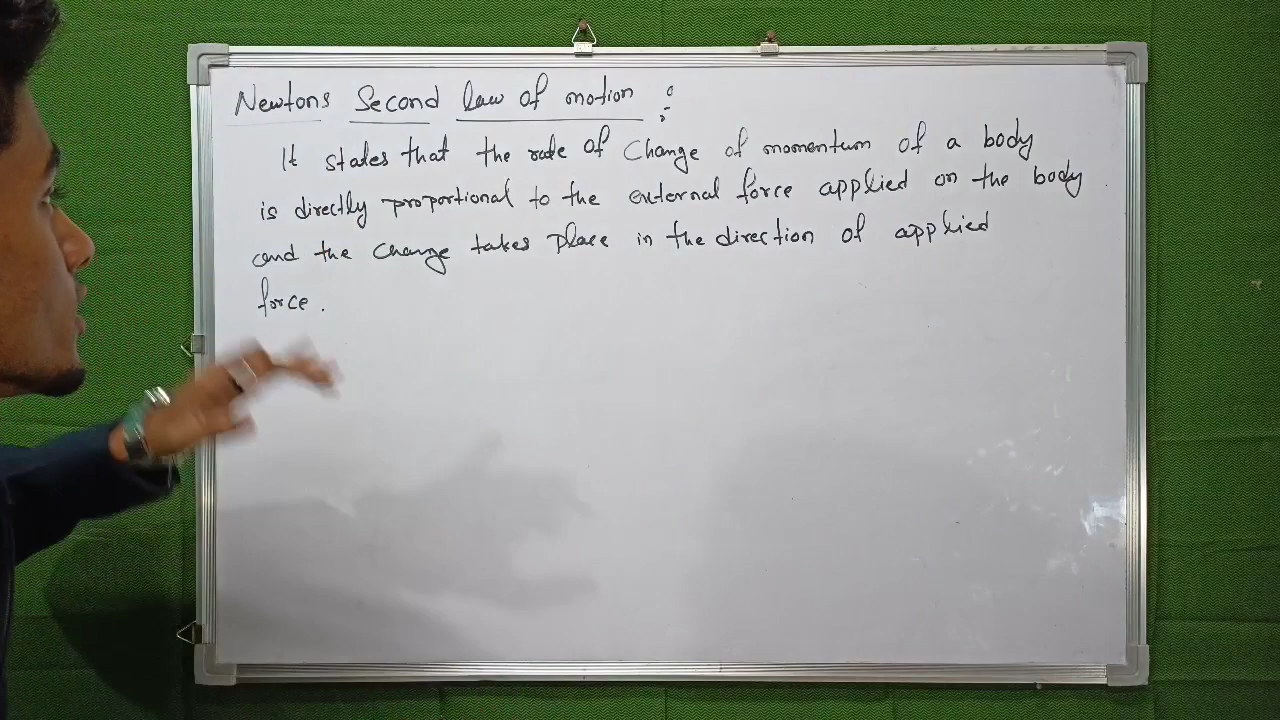 Newtons Second law of motion :
It states that the rate of change of momentum of a body
is directly proportional to the external force applied on the body
and the change takes place in the direction of applied
force.